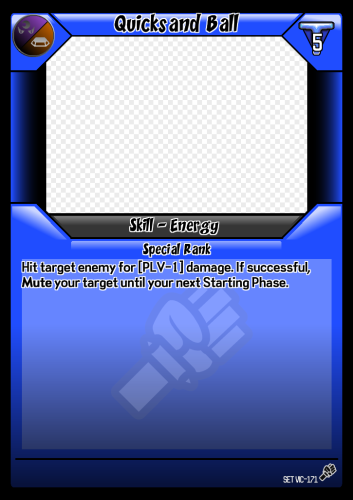 Quicksand Ball
5
Skill - Energy
Special Rank
Hit target enemy for [PLV-1] damage. If successful,
Mute your target until your next Starting Phase.
SET VIC-171